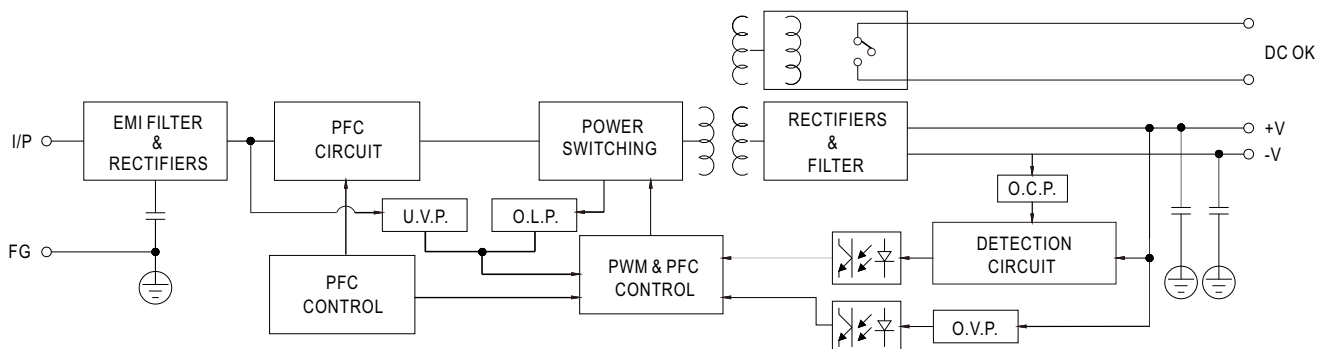 DC OK
I/P
EMI FILTER
&
RECTIFIERS
PFC
CIRCUIT
POWER
SWITCHING
RECTIFIERS
&
FILTER
+V
-V
O.C.P.
U.V.P.
O.L.P.
FG
PFC
CONTROL
PWM & PFC
CONTROL
DETECTION
CIRCUIT
O.V.P.